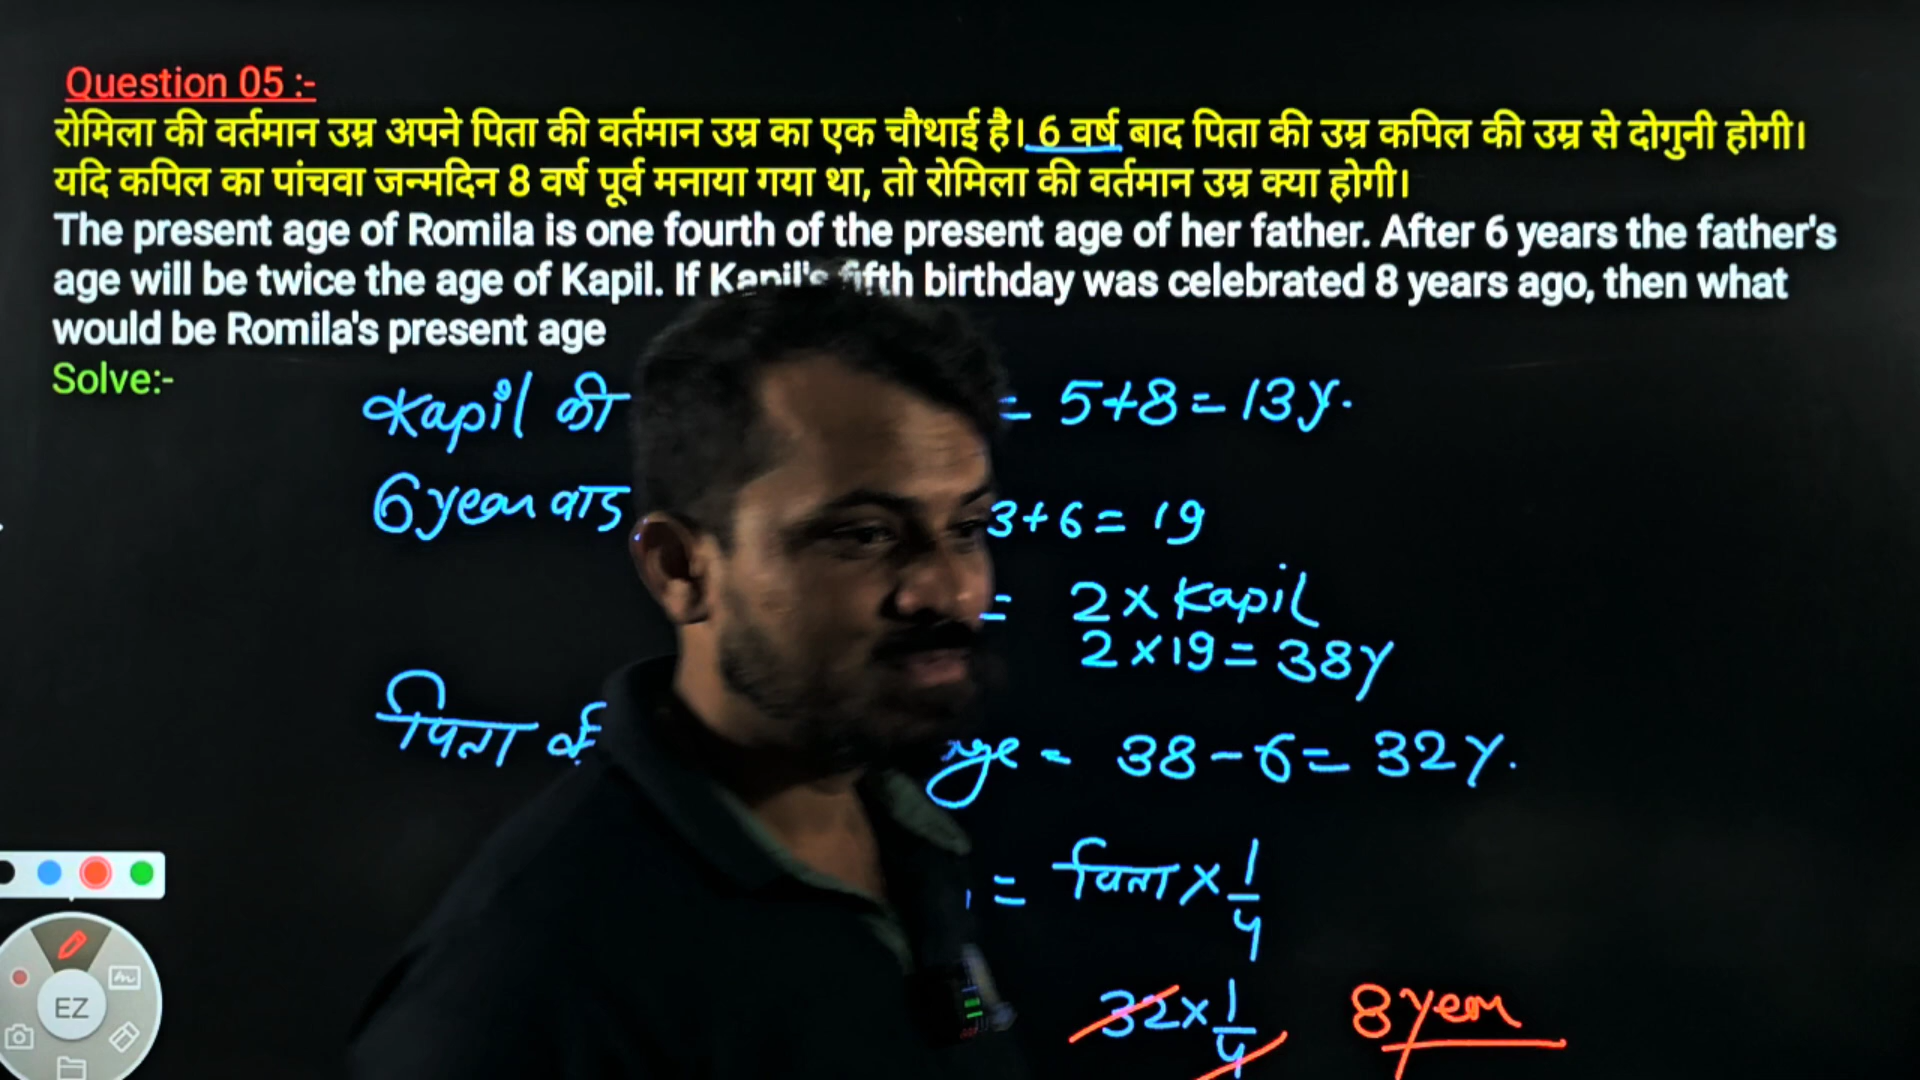 Question 05 :-
रोमिला की वर्तमान उम्र अपने पिता की वर्तमान उम्र का एक चौथाई है। 6 वर्ष बाद पिता की उम्र कपिल की उम्र से दोगुनी होगी।
यदि कपिल का पांचवा जन्मदिन 8 वर्ष पूर्व मनाया गया था, तो रोमिला की वर्तमान उम्र क्या होगी।
The present age of Romila is one fourth of the present age of her father. After 6 years the father's
age will be twice the age of Kapil. If Kapil's fifth birthday was celebrated 8 years ago, then what
would be Romila's present age
Solve:-
Kapil की = 5+8=13y.
6 year बाद 3+6= 19
= 2×Kapil
2×19=38y
पिता age = 38-6=32y.
= पिता × 1/4
32×1/4 8 year
EZ